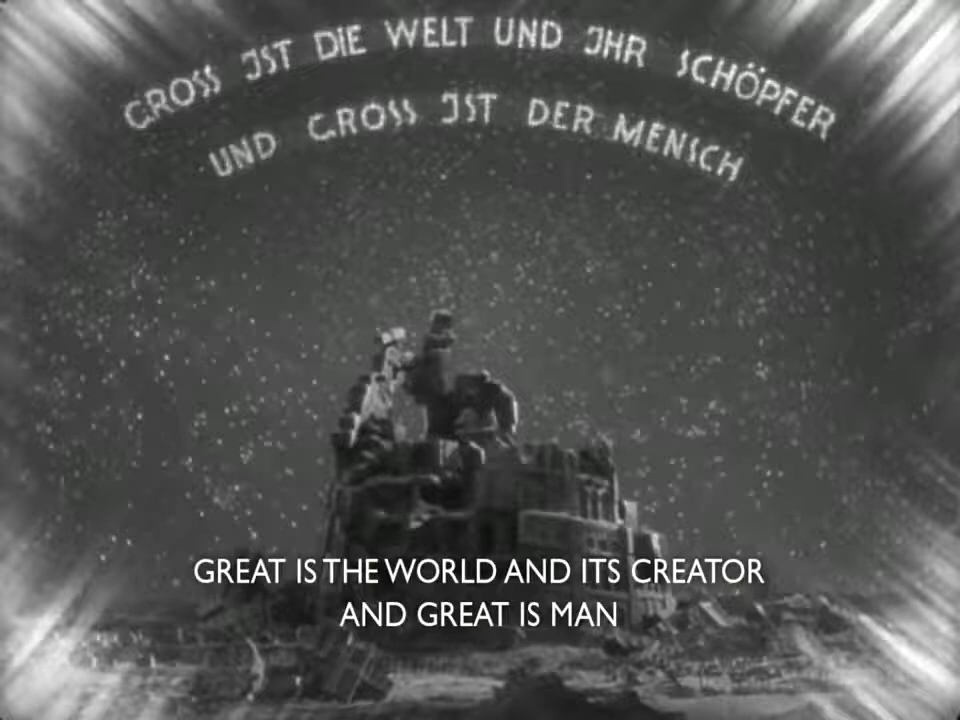 GROSS JST DIE WELT UND JHR SCHÖPFER
UND GROSS JST DER MENSCH
GREAT IS THE WORLD AND ITS CREATOR
AND GREAT IS MAN